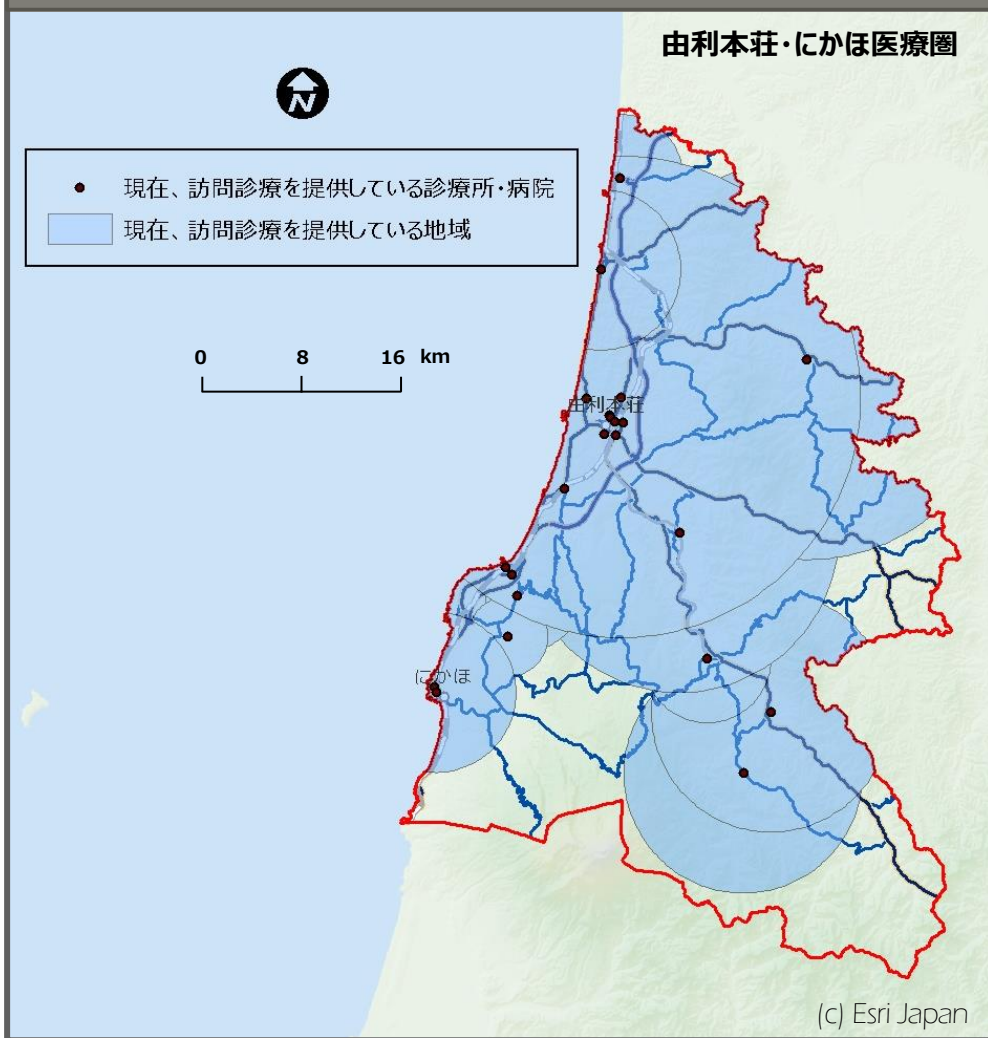 由利本荘・にかほ医療圏
N
現在、訪問診療を提供している診療所・病院
現在、訪問診療を提供している地域
0 8 16 km
由利本荘
にかほ
(c) Esri Japan